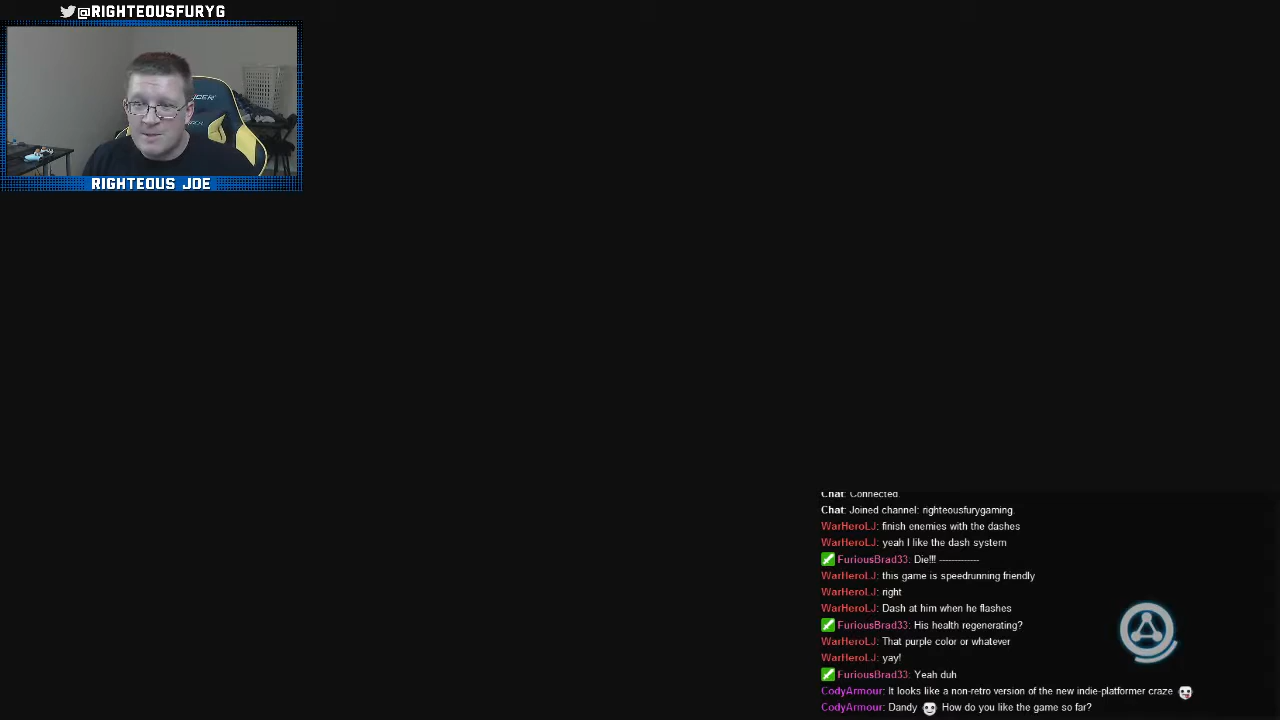 @RIGHTEOUSFURYG
RIGHTEOUS JOE
Chat: Connected.
Chat: Joined channel: righteousfurygaming.
WarHeroLJ: finish enemies with the dashes
WarHeroLJ: yeah I like the dash system
FuriousBrad33: Die!!! -------------
WarHeroLJ: this game is speedrunning friendly
WarHeroLJ: right
WarHeroLJ: Dash at him when he flashes
FuriousBrad33: His health regenerating?
WarHeroLJ: That purple color or whatever
WarHeroLJ: yay!
FuriousBrad33: Yeah duh
CodyArmour: It looks like a non-retro version of the new indie-platformer craze
CodyArmour: Dandy How do you like the game so far?